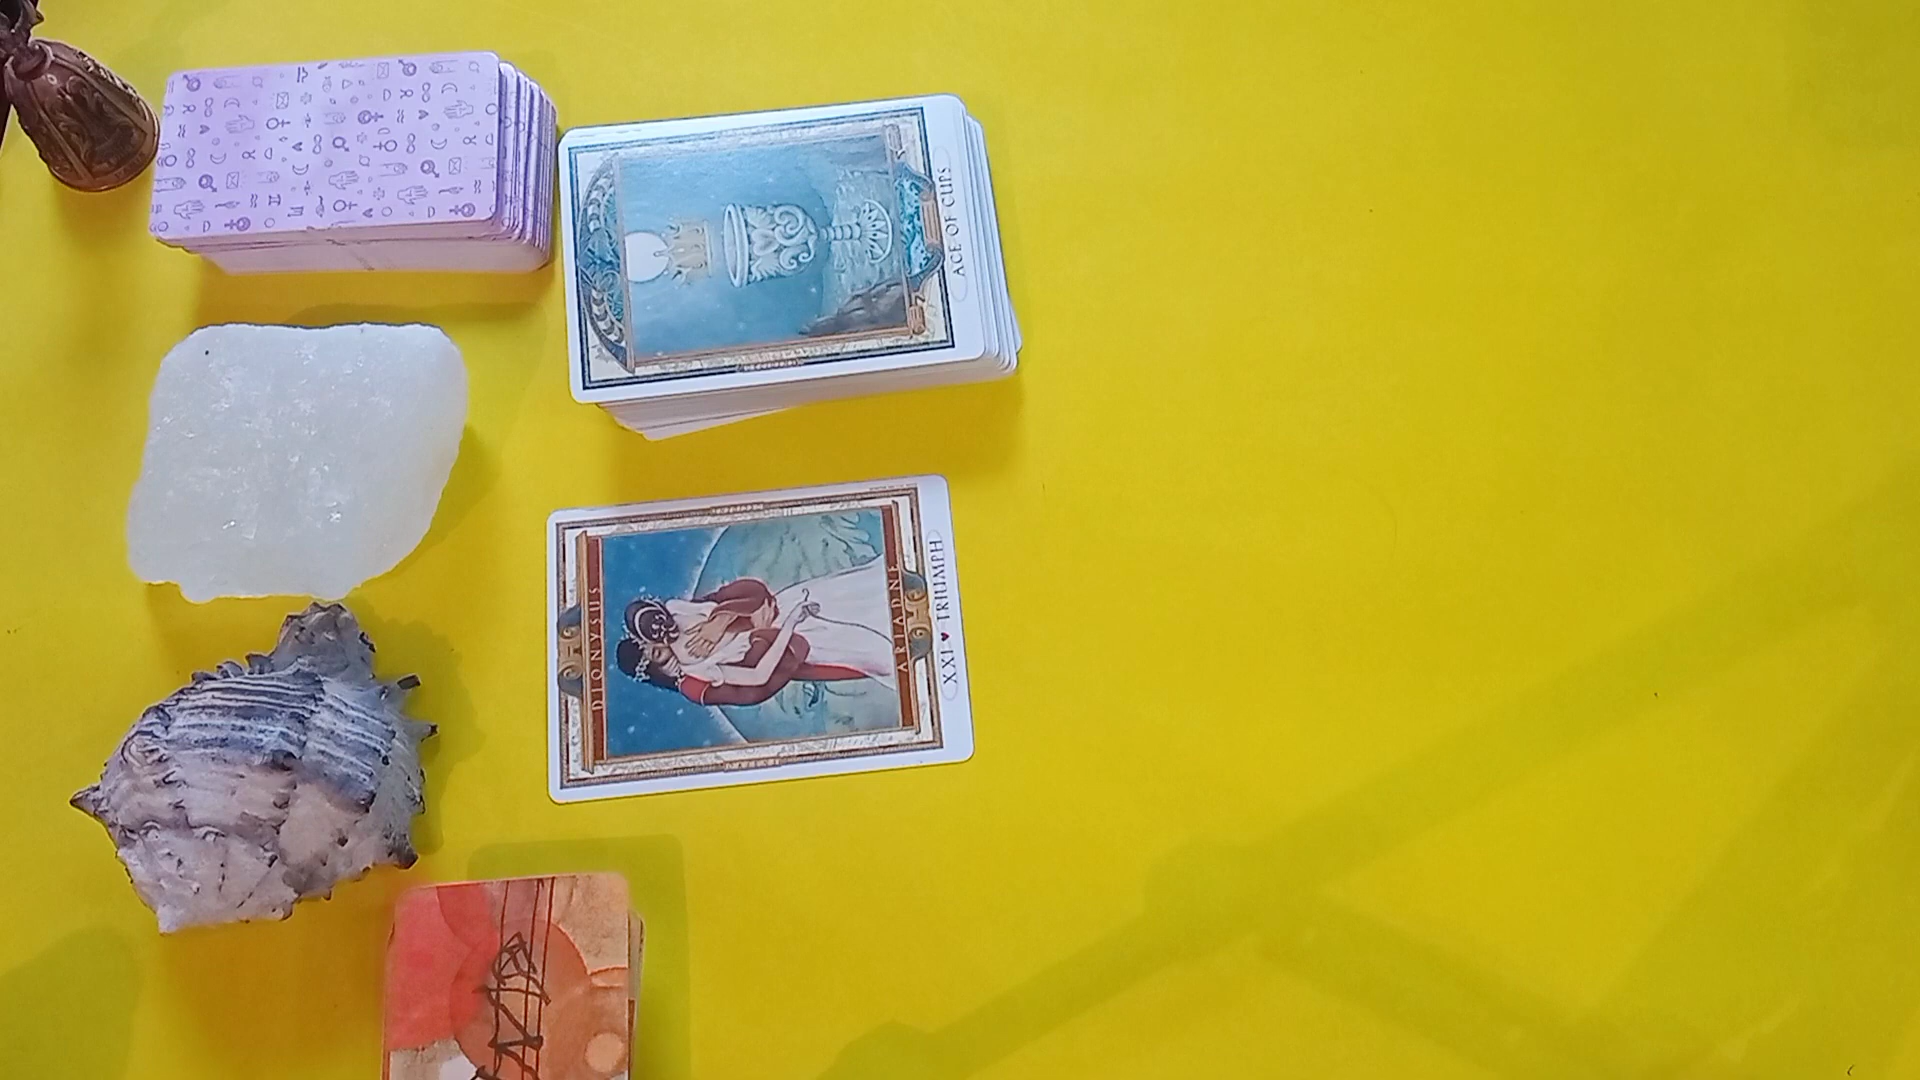 ACE OF CUPS
DIONYSUS
ARIADNE
XXI ♥ TRIUMPH